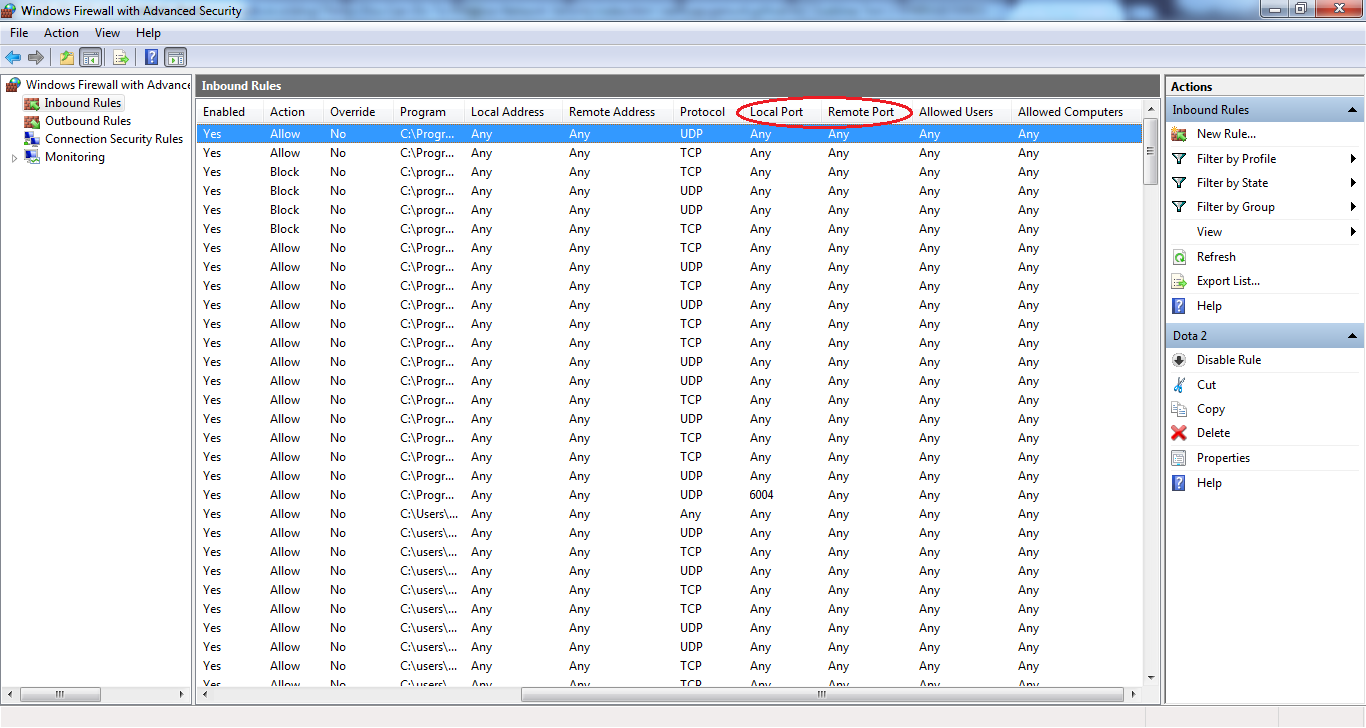 Windows Firewall with Advanced Security
File Action View Help
Windows Firewall with Advance
Inbound Rules
Outbound Rules
Connection Security Rules
Monitoring
Inbound Rules
Enabled Action Override Program Local Address Remote Address Protocol Local Port Remote Port Allowed Users Allowed Computers
Yes Allow No C:\Progr... Any Any UDP Any Any Any Any
Yes Allow No C:\Progr... Any Any TCP Any Any Any Any
Yes Block No C:\progr... Any Any TCP Any Any Any Any
Yes Block No C:\progr... Any Any UDP Any Any Any Any
Yes Block No C:\progr... Any Any UDP Any Any Any Any
Yes Block No C:\progr... Any Any TCP Any Any Any Any
Yes Allow No C:\Progr... Any Any TCP Any Any Any Any
Yes Allow No C:\Progr... Any Any UDP Any Any Any Any
Yes Allow No C:\Progr... Any Any TCP Any Any Any Any
Yes Allow No C:\Progr... Any Any UDP Any Any Any Any
Yes Allow No C:\Progr... Any Any TCP Any Any Any Any
Yes Allow No C:\Progr... Any Any TCP Any Any Any Any
Yes Allow No C:\Progr... Any Any UDP Any Any Any Any
Yes Allow No C:\Progr... Any Any UDP Any Any Any Any
Yes Allow No C:\Progr... Any Any TCP Any Any Any Any
Yes Allow No C:\Progr... Any Any UDP Any Any Any Any
Yes Allow No C:\Progr... Any Any TCP Any Any Any Any
Yes Allow No C:\Progr... Any Any TCP Any Any Any Any
Yes Allow No C:\Progr... Any Any UDP Any Any Any Any
Yes Allow No C:\Progr... Any Any UDP 6004 Any Any Any
Yes Allow No C:\Users\... Any Any Any Any Any Any Any
Yes Allow No C:\users\... Any Any UDP Any Any Any Any
Yes Allow No C:\users\... Any Any TCP Any Any Any Any
Yes Allow No C:\users\... Any Any UDP Any Any Any Any
Yes Allow No C:\users\... Any Any TCP Any Any Any Any
Yes Allow No C:\users\... Any Any TCP Any Any Any Any
Yes Allow No C:\users\... Any Any UDP Any Any Any Any
Yes Allow No C:\users\... Any Any UDP Any Any Any Any
Yes Allow No C:\users\... Any Any TCP Any Any Any Any
Yes Allow No C:\users\... Any Any TCP Any Any Any Any
Actions
Inbound Rules
New Rule...
Filter by Profile
Filter by State
Filter by Group
View
Refresh
Export List...
Help
Dota 2
Disable Rule
Cut
Copy
Delete
Properties
Help